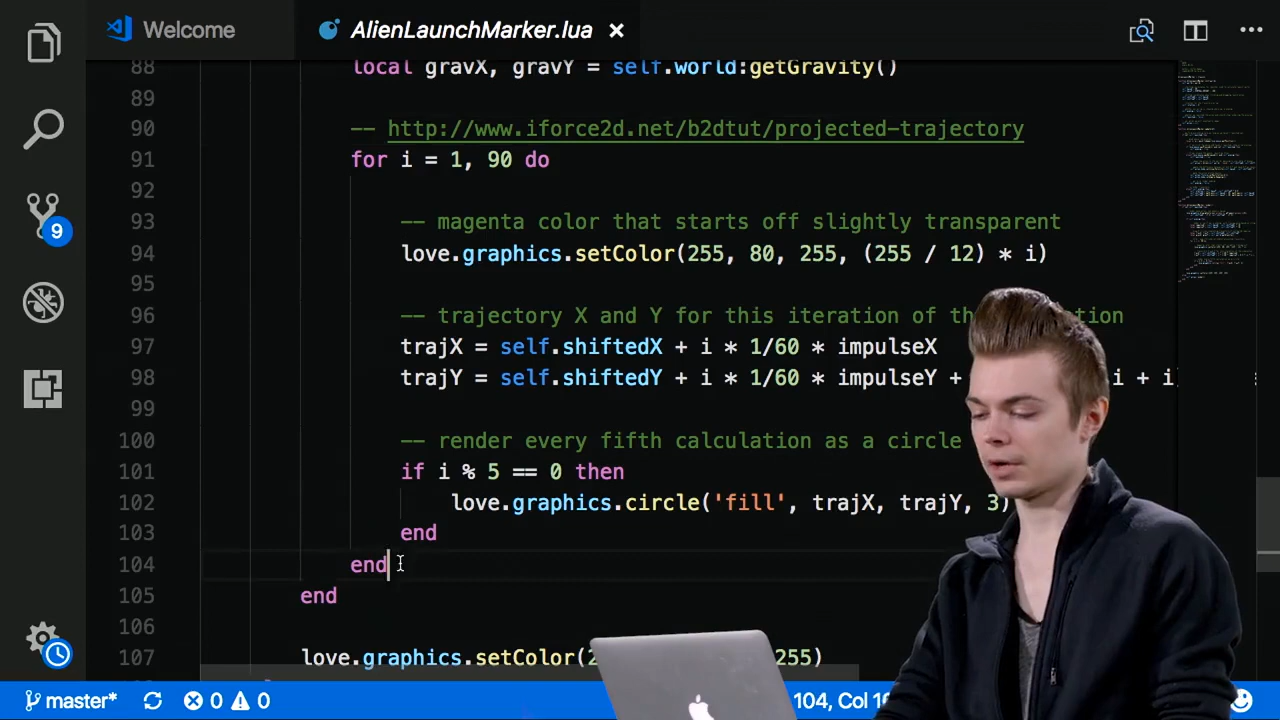 Welcome
AlienLaunchMarker.lua
88 local gravX, gravY = self.world:getGravity()
89
90 -- http://www.iforce2d.net/b2dtut/projected-trajectory
91 for i = 1, 90 do
92
93 -- magenta color that starts off slightly transparent
94 love.graphics.setColor(255, 80, 255, (255 / 12) * i)
95
96 -- trajectory X and Y for this iteration of the
97 trajX = self.shiftedX + i * 1/60 * impulseX
98 trajY = self.shiftedY + i * 1/60 * impulseY + i + i
99
100 -- render every fifth calculation as a circle
101 if i % 5 == 0 then
102 love.graphics.circle('fill', trajX, trajY, 3)
103 end
104 end
105 end
106
107 love.graphics.setColor(2 255)
9
master* 0 0 104, Col